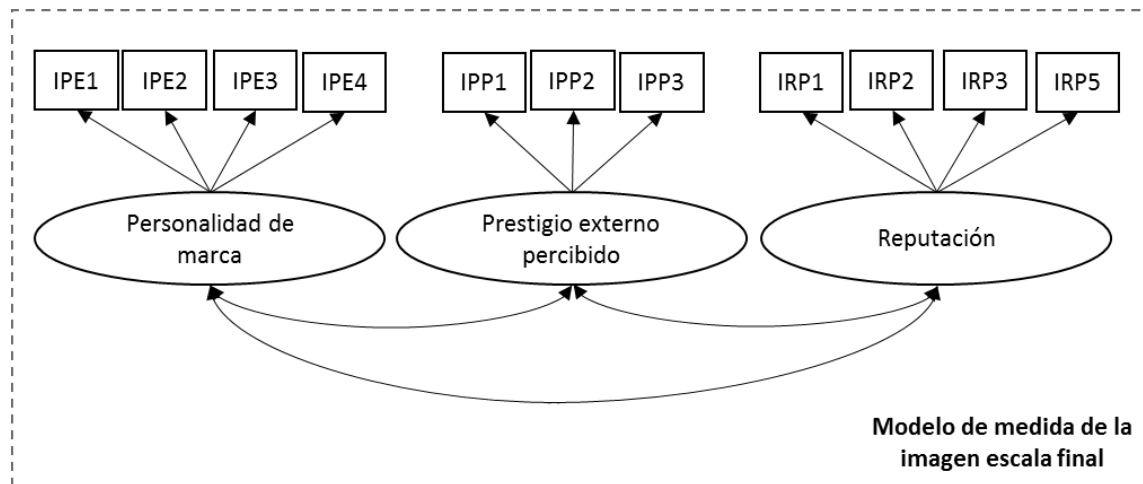 IPE1
IPE2
IPE3
IPE4
IPP1
IPP2
IPP3
IRP1
IRP2
IRP3
IRP5
Personalidad de
marca
Prestigio externo
percibido
Reputación
Modelo de medida de la
imagen escala final